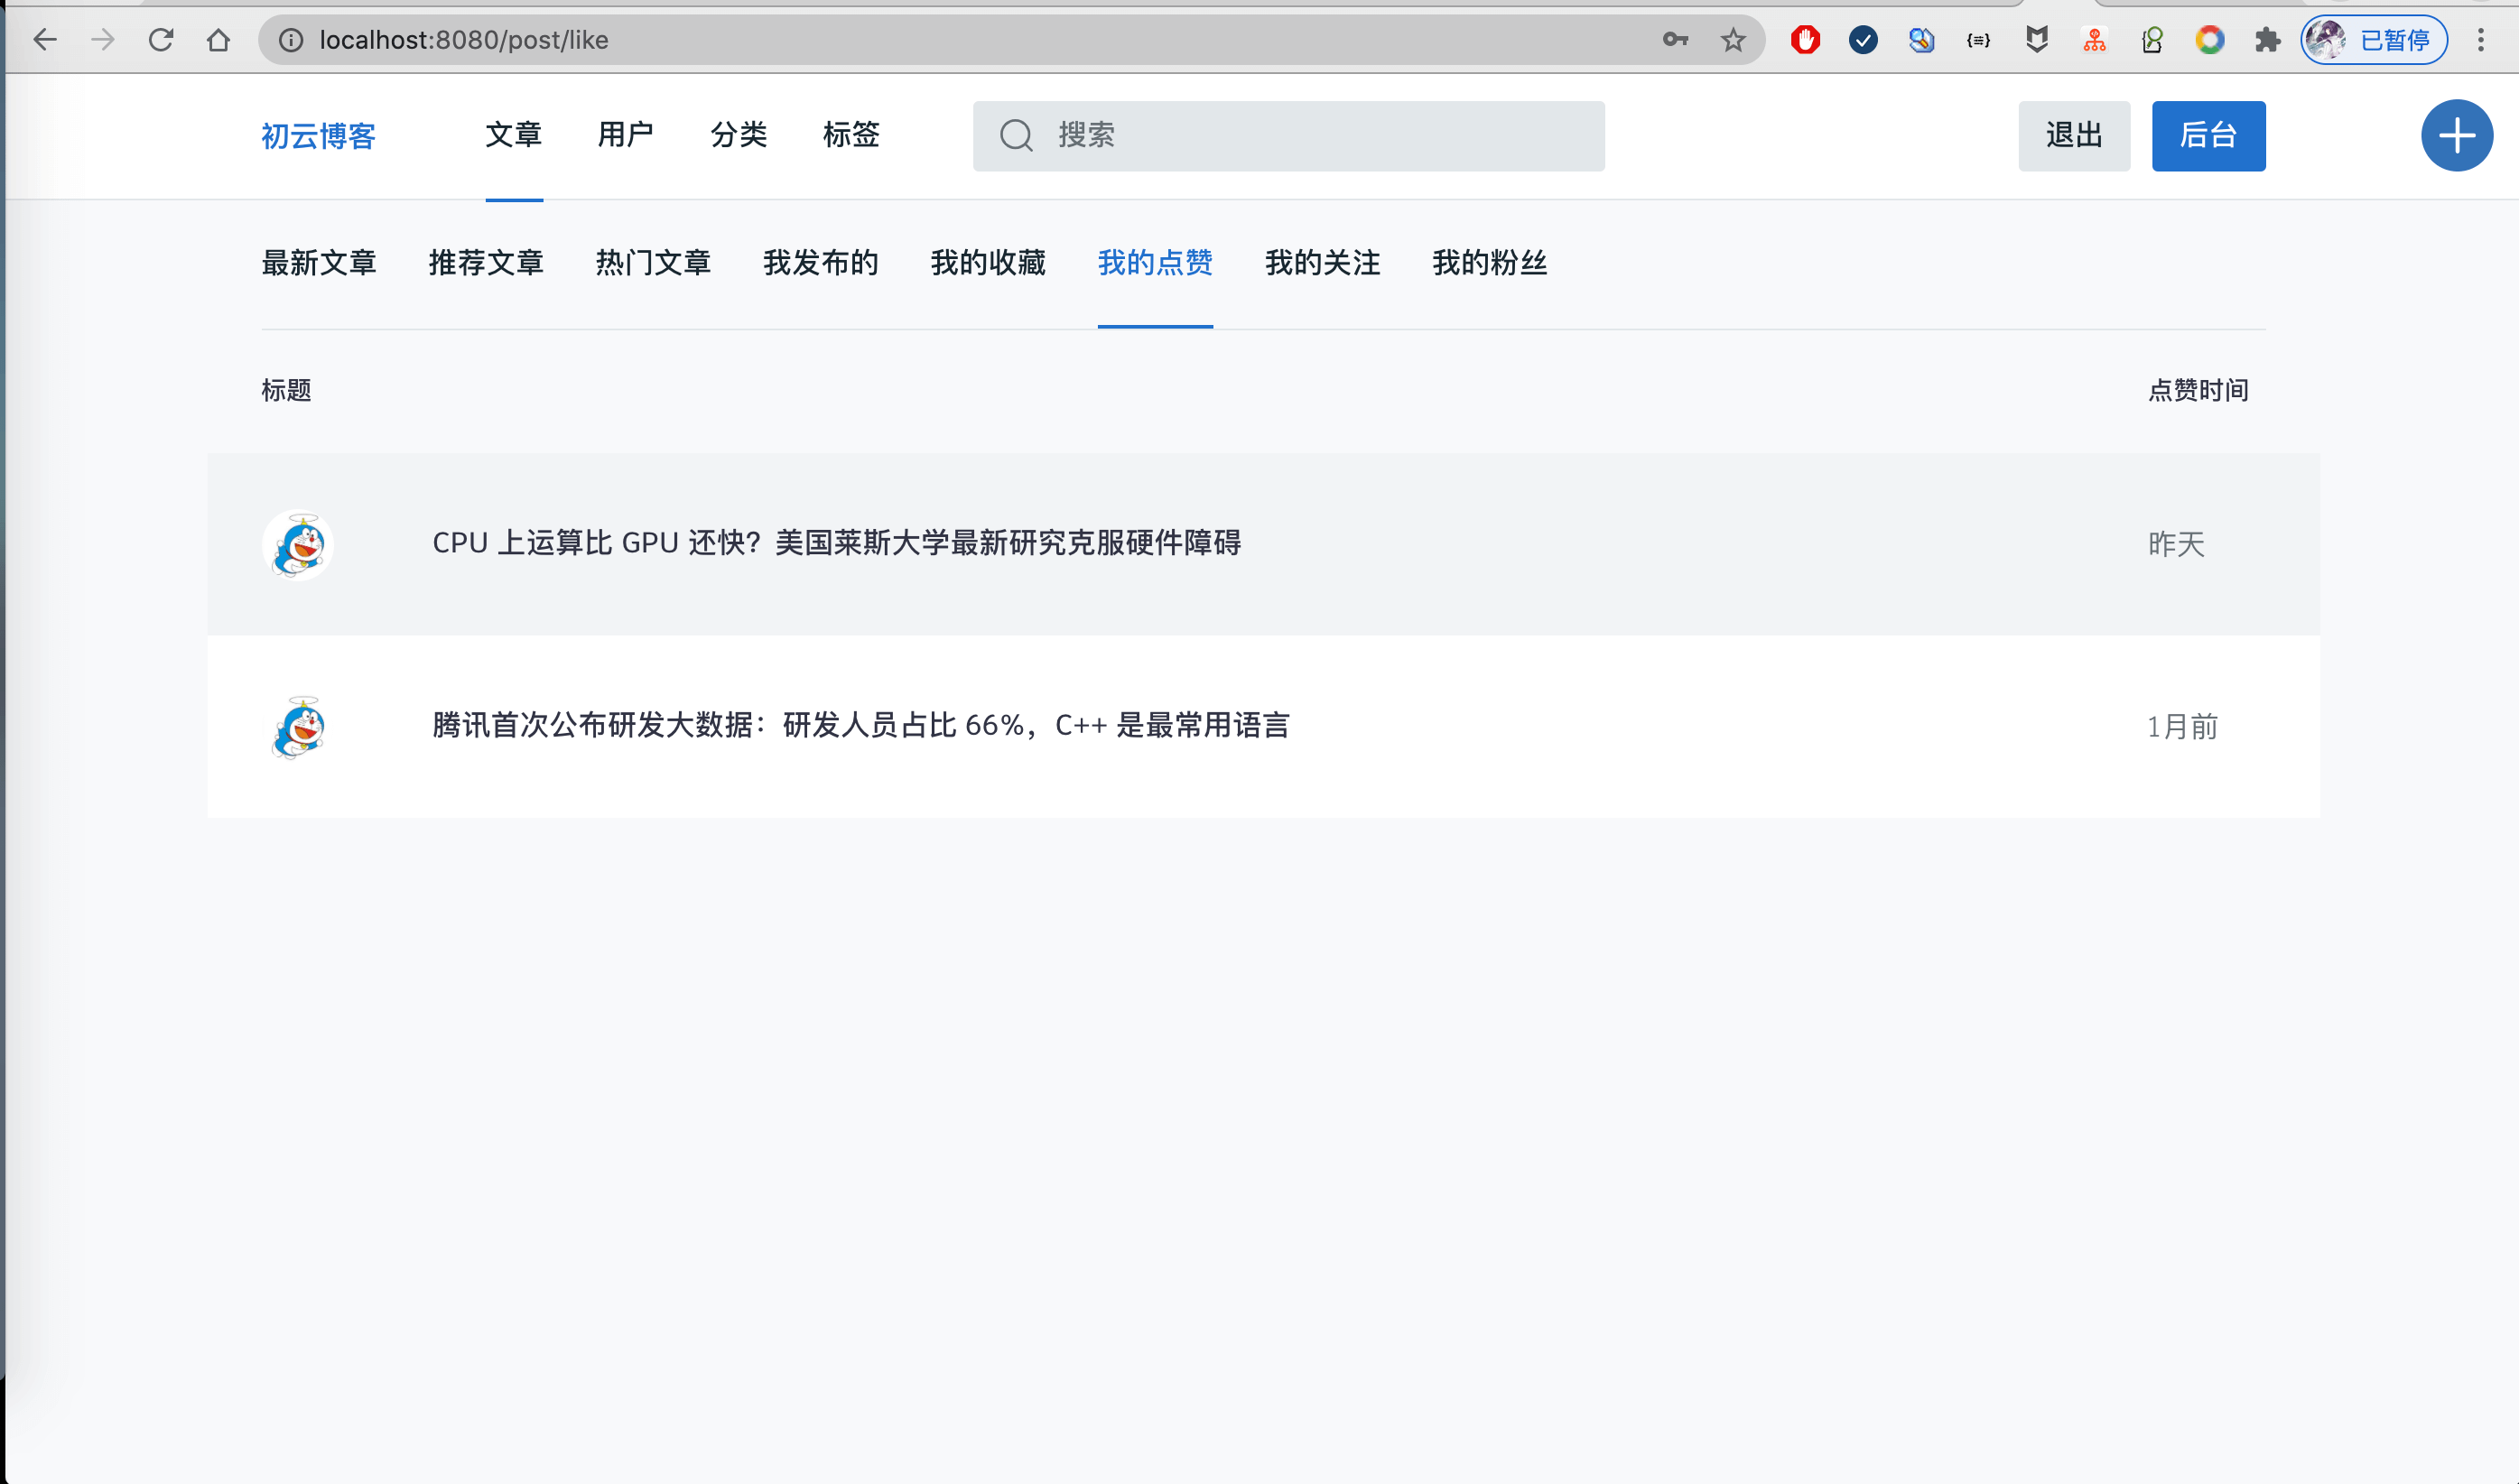 localhost:8080/post/like 已暂停
初云博客 文章 用户 分类 标签 搜索 退出 后台
最新文章 推荐文章 热门文章 我发布的 我的收藏 我的点赞 我的关注 我的粉丝
标题 点赞时间
CPU 上运算比 GPU 还快？美国莱斯大学最新研究克服硬件障碍 昨天
腾讯首次公布研发大数据：研发人员占比 66%，C++ 是最常用语言 1月前